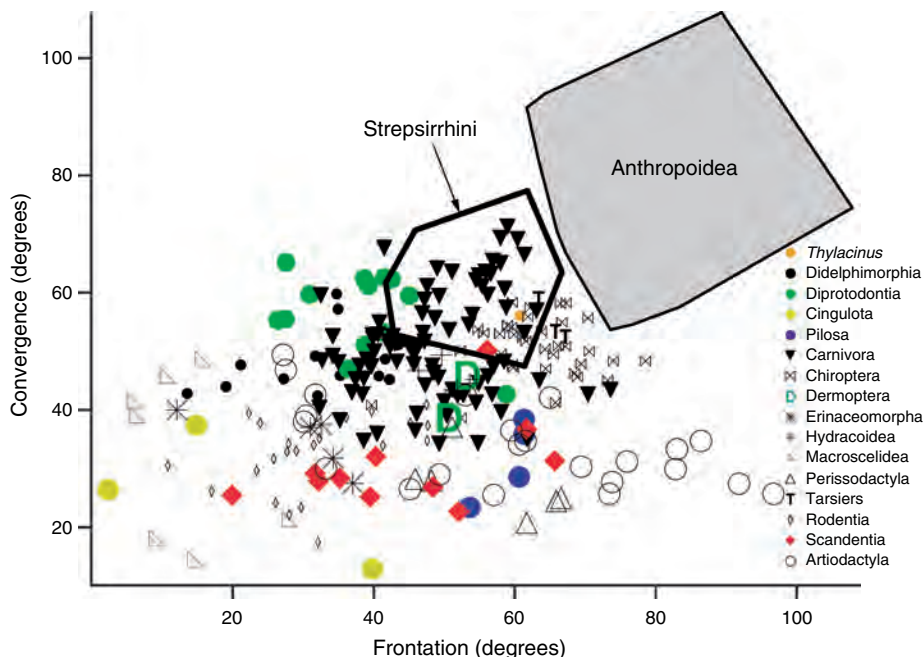 100
80
60
40
20
Convergence (degrees)
Strepsirrhini
Anthropoidea
T
T
T
D
D
Thylacinus
Didelphimorphia
Diprotodontia
Cingulota
Pilosa
Carnivora
Chiroptera
D Dermoptera
Erinaceomorpha
Hydracoidea
Macroscelidea
Perissodactyla
T Tarsiers
Rodentia
Scandentia
Artiodactyla
20 40 60 80 100
Frontation (degrees)